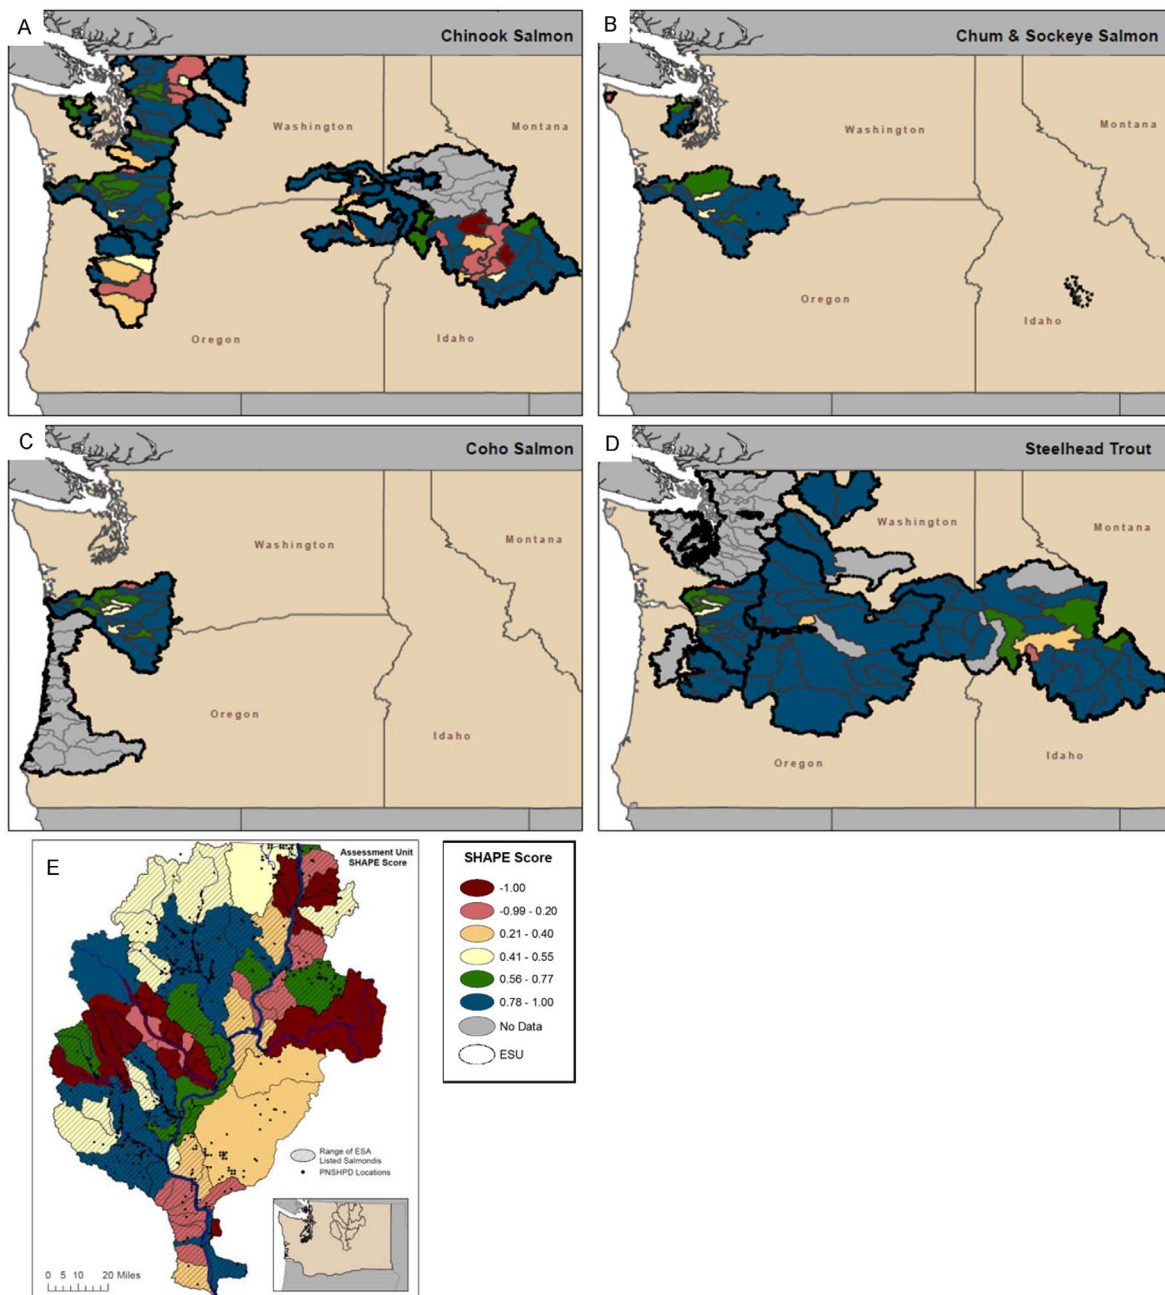 A
Chinook Salmon
Washington
Montana
Oregon
Idaho
B
Chum & Sockeye Salmon
Washington
Montana
Oregon
Idaho
C
Coho Salmon
Washington
Montana
Oregon
Idaho
D
Steelhead Trout
Washington
Montana
Oregon
Idaho
E
Assessment Unit
SHAPE Score
Range of ESA
Listed Salmondis
PNSHPD Locations
0 5 10 20 Miles
SHAPE Score
-1.00
-0.99 - 0.20
0.21 - 0.40
0.41 - 0.55
0.56 - 0.77
0.78 - 1.00
No Data
ESU